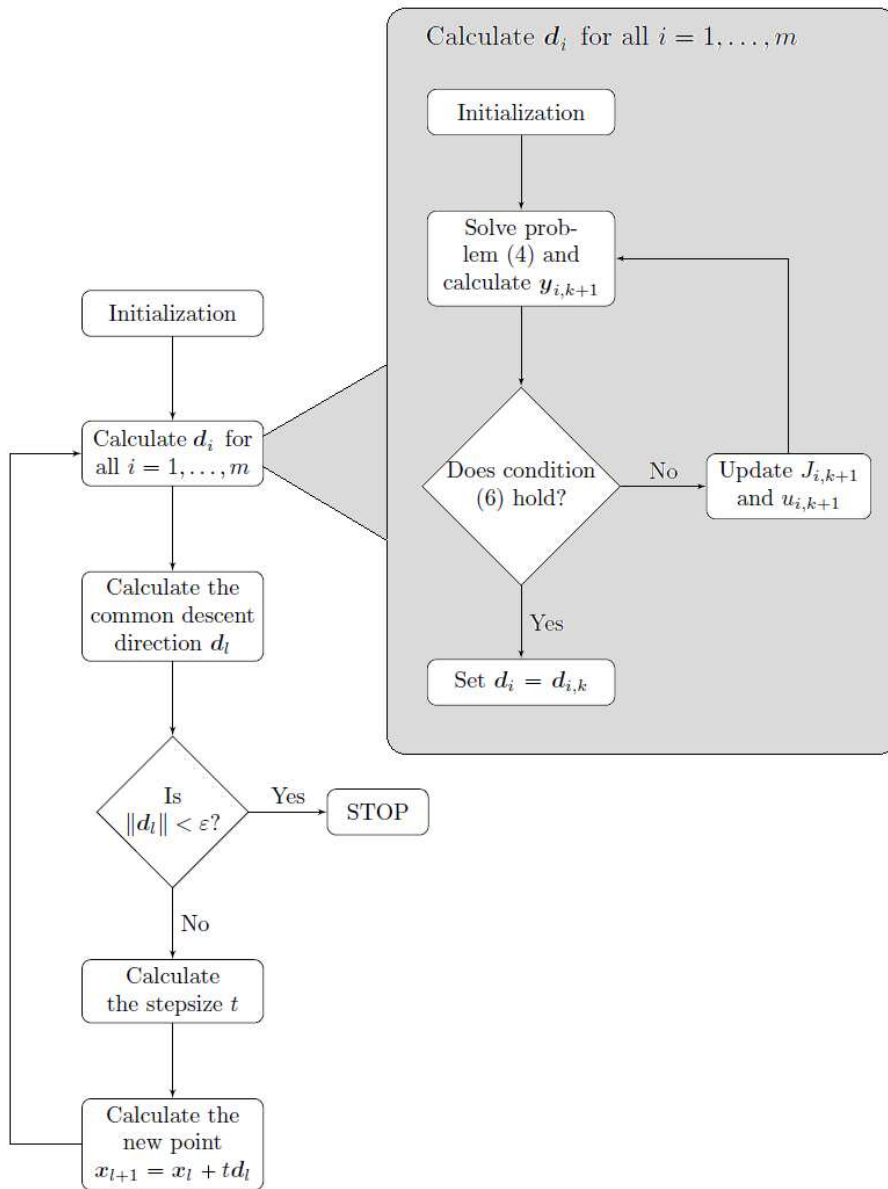 Calculate d_i for all i = 1, . . . , m
Initialization
Solve prob-
lem (4) and
calculate y_{i,k+1}
Does condition
(6) hold?
No
Update J_{i,k+1}
and u_{i,k+1}
Yes
Set d_i = d_{i,k}
Initialization
Calculate d_i for
all i = 1, . . . , m
Calculate the
common descent
direction d_l
Is
‖d_l‖ < ε?
Yes
STOP
No
Calculate
the stepsize t
Calculate the
new point
x_{l+1} = x_l + td_l